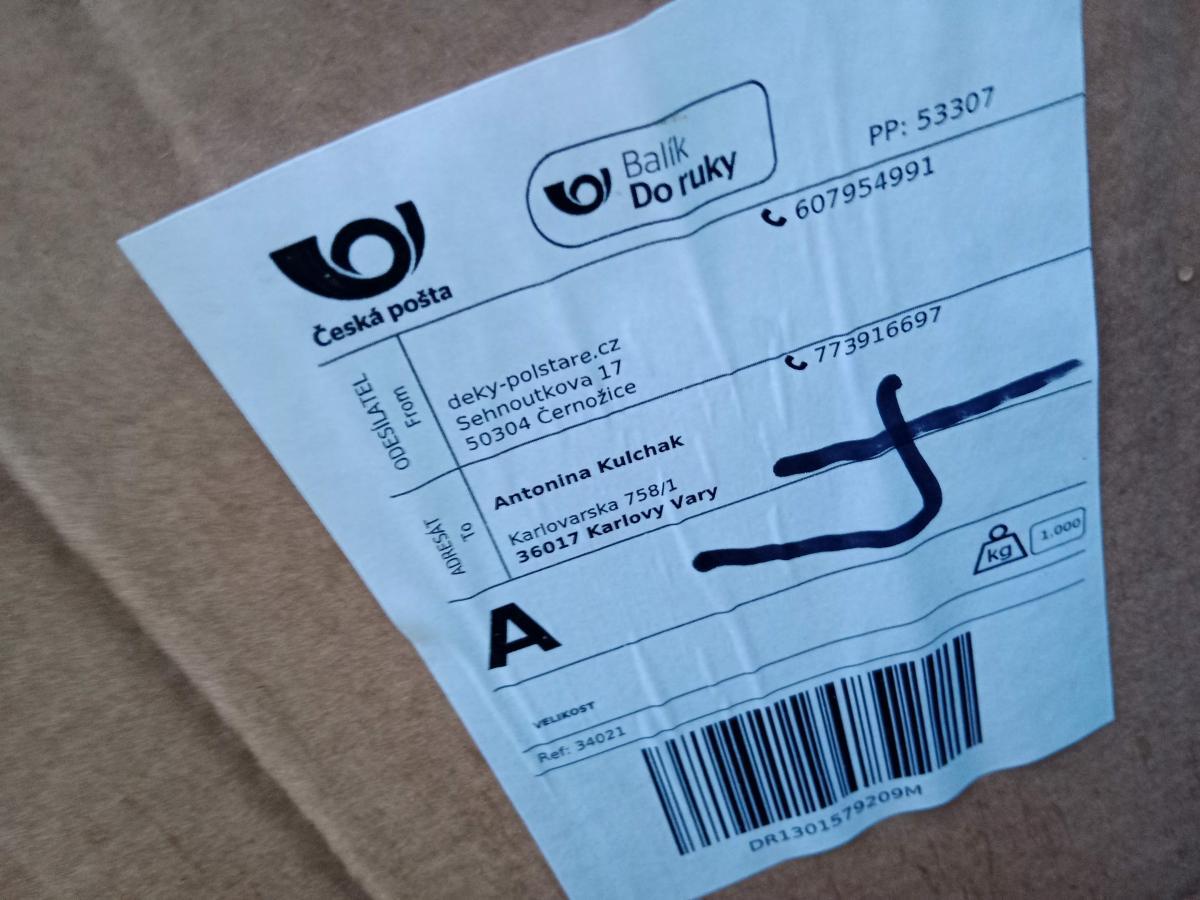 Česká pošta
Balík
Do ruky
PP: 53307
ODESÍLATEL
From
607954991
deky-polstare.cz
Sehnoutkova 17
50304 Černožice
ADRESÁT
To
773916697
Antonina Kulchak
Karlovarska 758/1
36017 Karlovy Vary
A
kg
1.000
VELIKOST
Ref: 34021
DR1301579209M